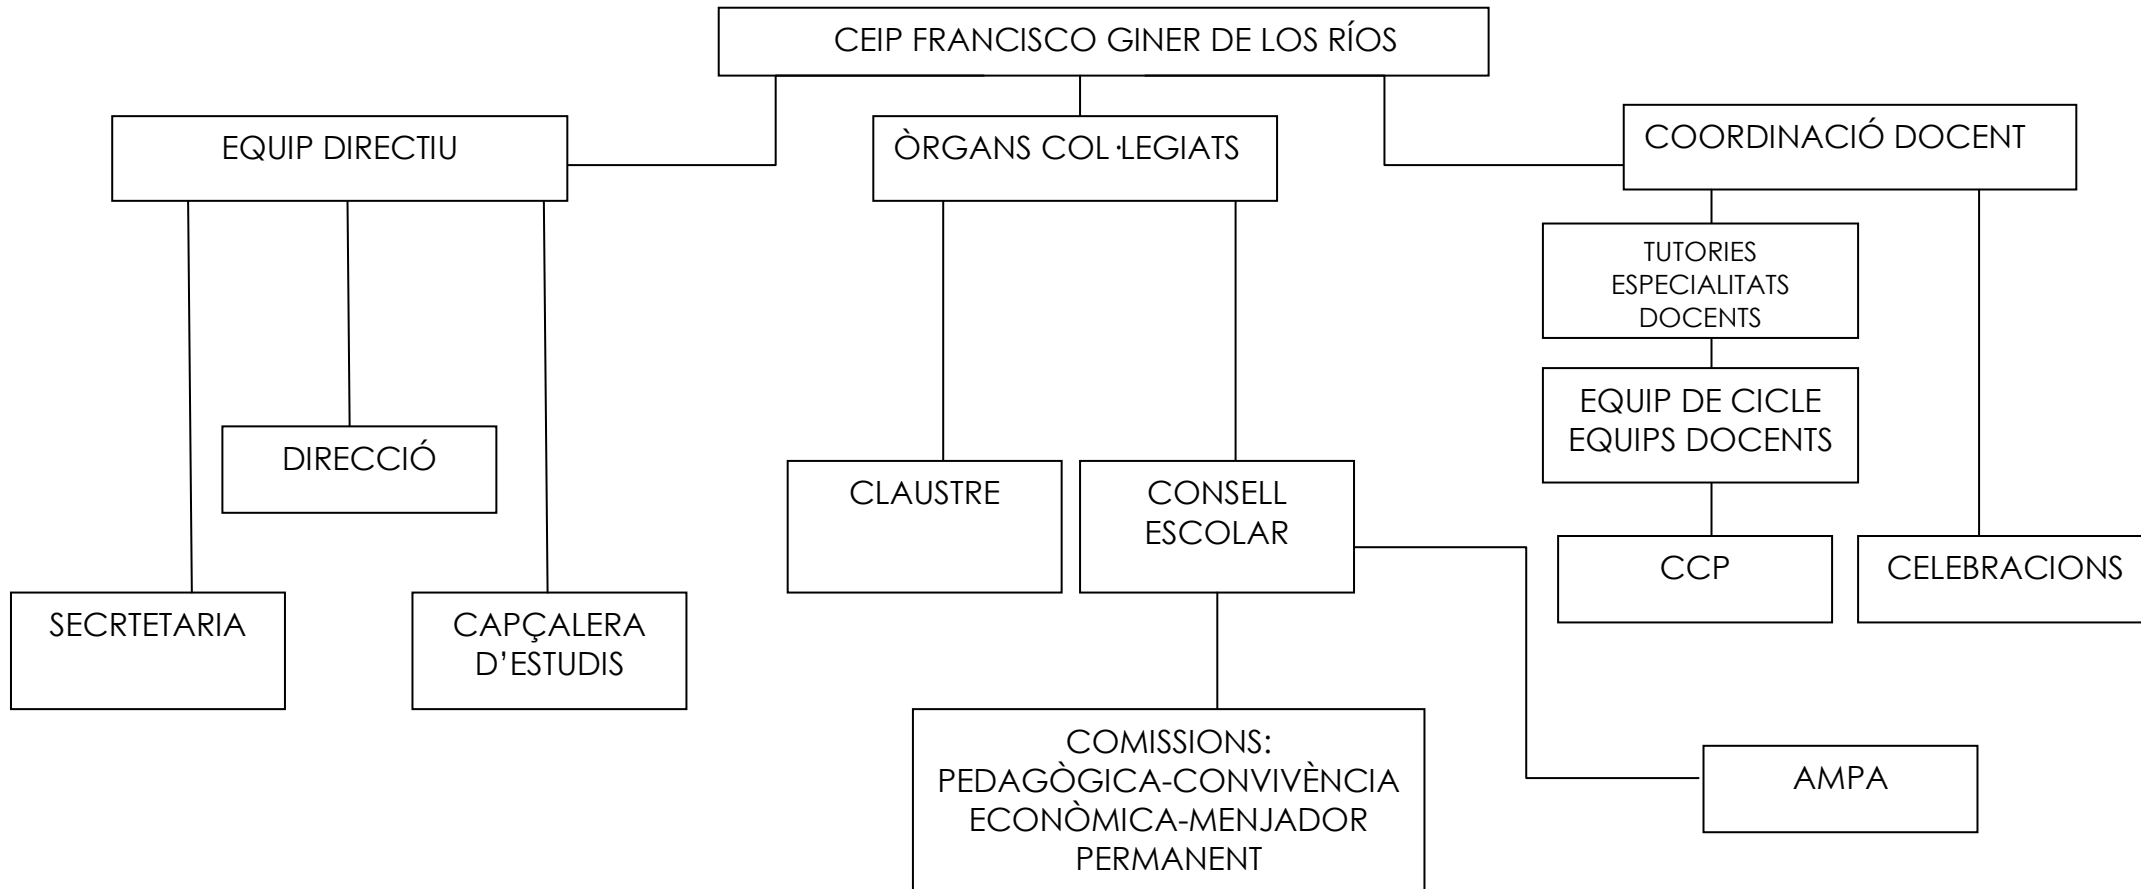 CEIP FRANCISCO GINER DE LOS RÍOS
EQUIP DIRECTIU
ÒRGANS COL·LEGIATS
COORDINACIÓ DOCENT
TUTORIES
ESPECIALITATS
DOCENTS
EQUIP DE CICLE
EQUIPS DOCENTS
DIRECCIÓ
CLAUSTRE
CONSELL
ESCOLAR
CCP
CELEBRACIONS
SECRTETARIA
CAPÇALERA
D'ESTUDIS
COMISSIONS:
PEDAGÒGICA-CONVIVÈNCIA
ECONÒMICA-MENJADOR
PERMANENT
AMPA